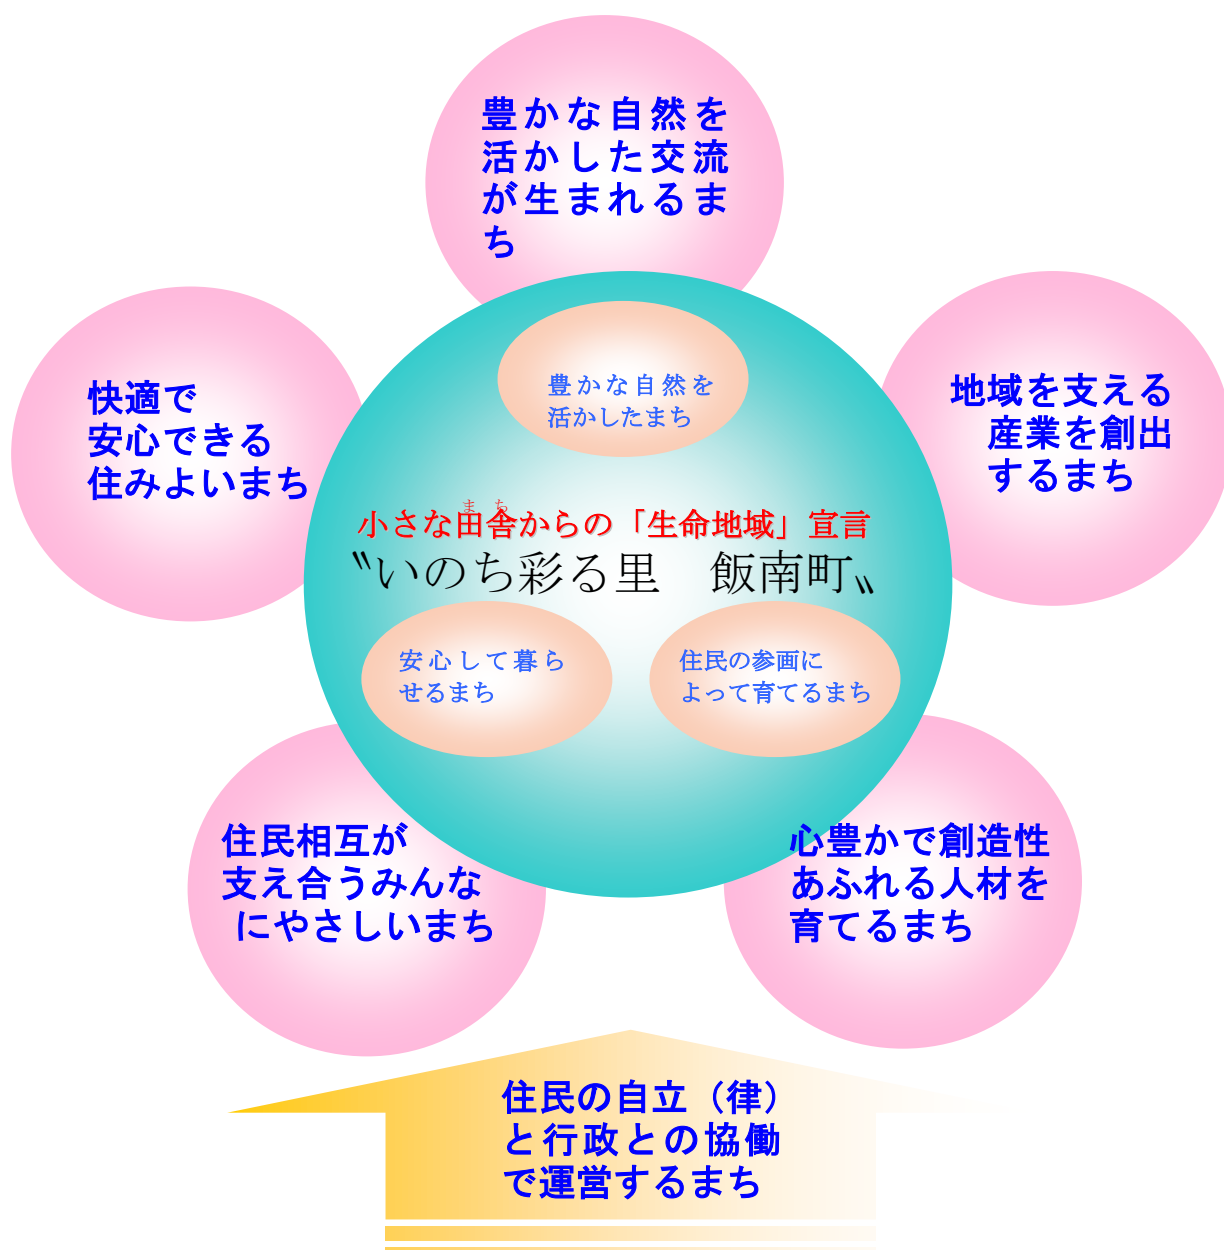 豊かな自然を
活かした交流
が生まれるま
ち
快適で
安心できる
住みよいまち
地域を支える
産業を創出
するまち
豊かな自然を
活かしたまち
まち
小さな田舎からの「生命地域」宣言
〝いのち彩る里　飯南町〟
安心して暮ら
せるまち
住民の参画に
よって育てるまち
住民相互が
支え合うみんな
にやさしいまち
心豊かで創造性
あふれる人材を
育てるまち
住民の自立（律）
と行政との協働
で運営するまち